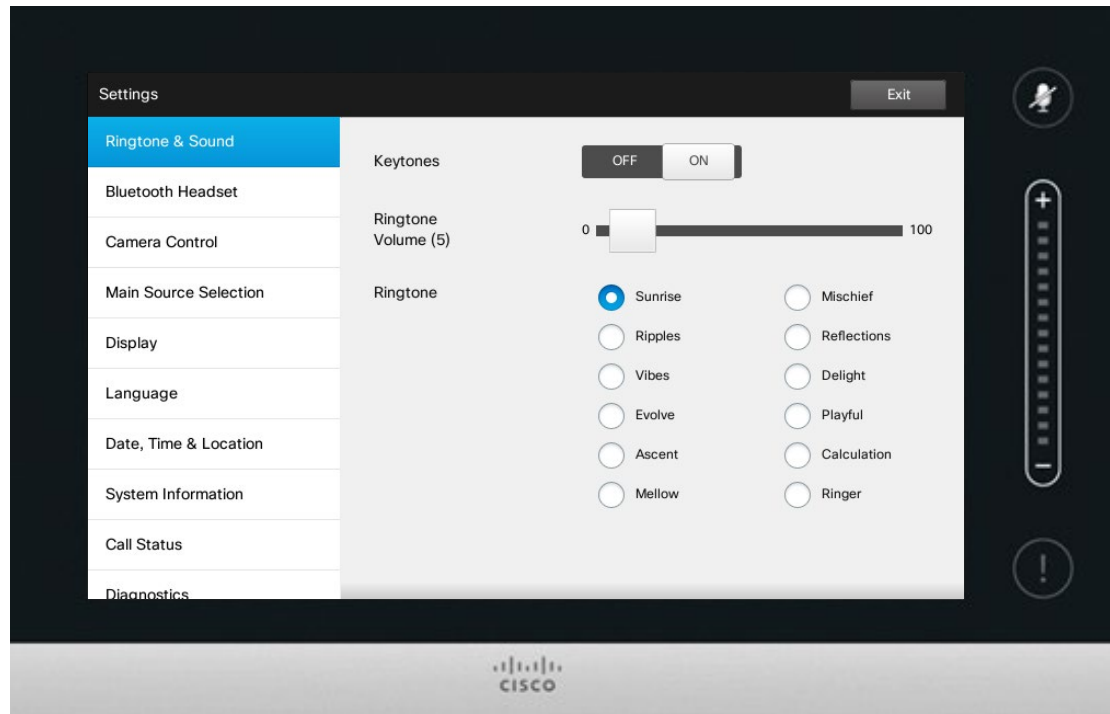 Settings
Exit
Ringtone & Sound
Bluetooth Headset
Camera Control
Main Source Selection
Display
Language
Date, Time & Location
System Information
Call Status
Diagnostics
Keytones
OFF ON
Ringtone
Volume (5)
0 100
Ringtone
Sunrise Mischief
Ripples Reflections
Vibes Delight
Evolve Playful
Ascent Calculation
Mellow Ringer
+
−
!
CISCO